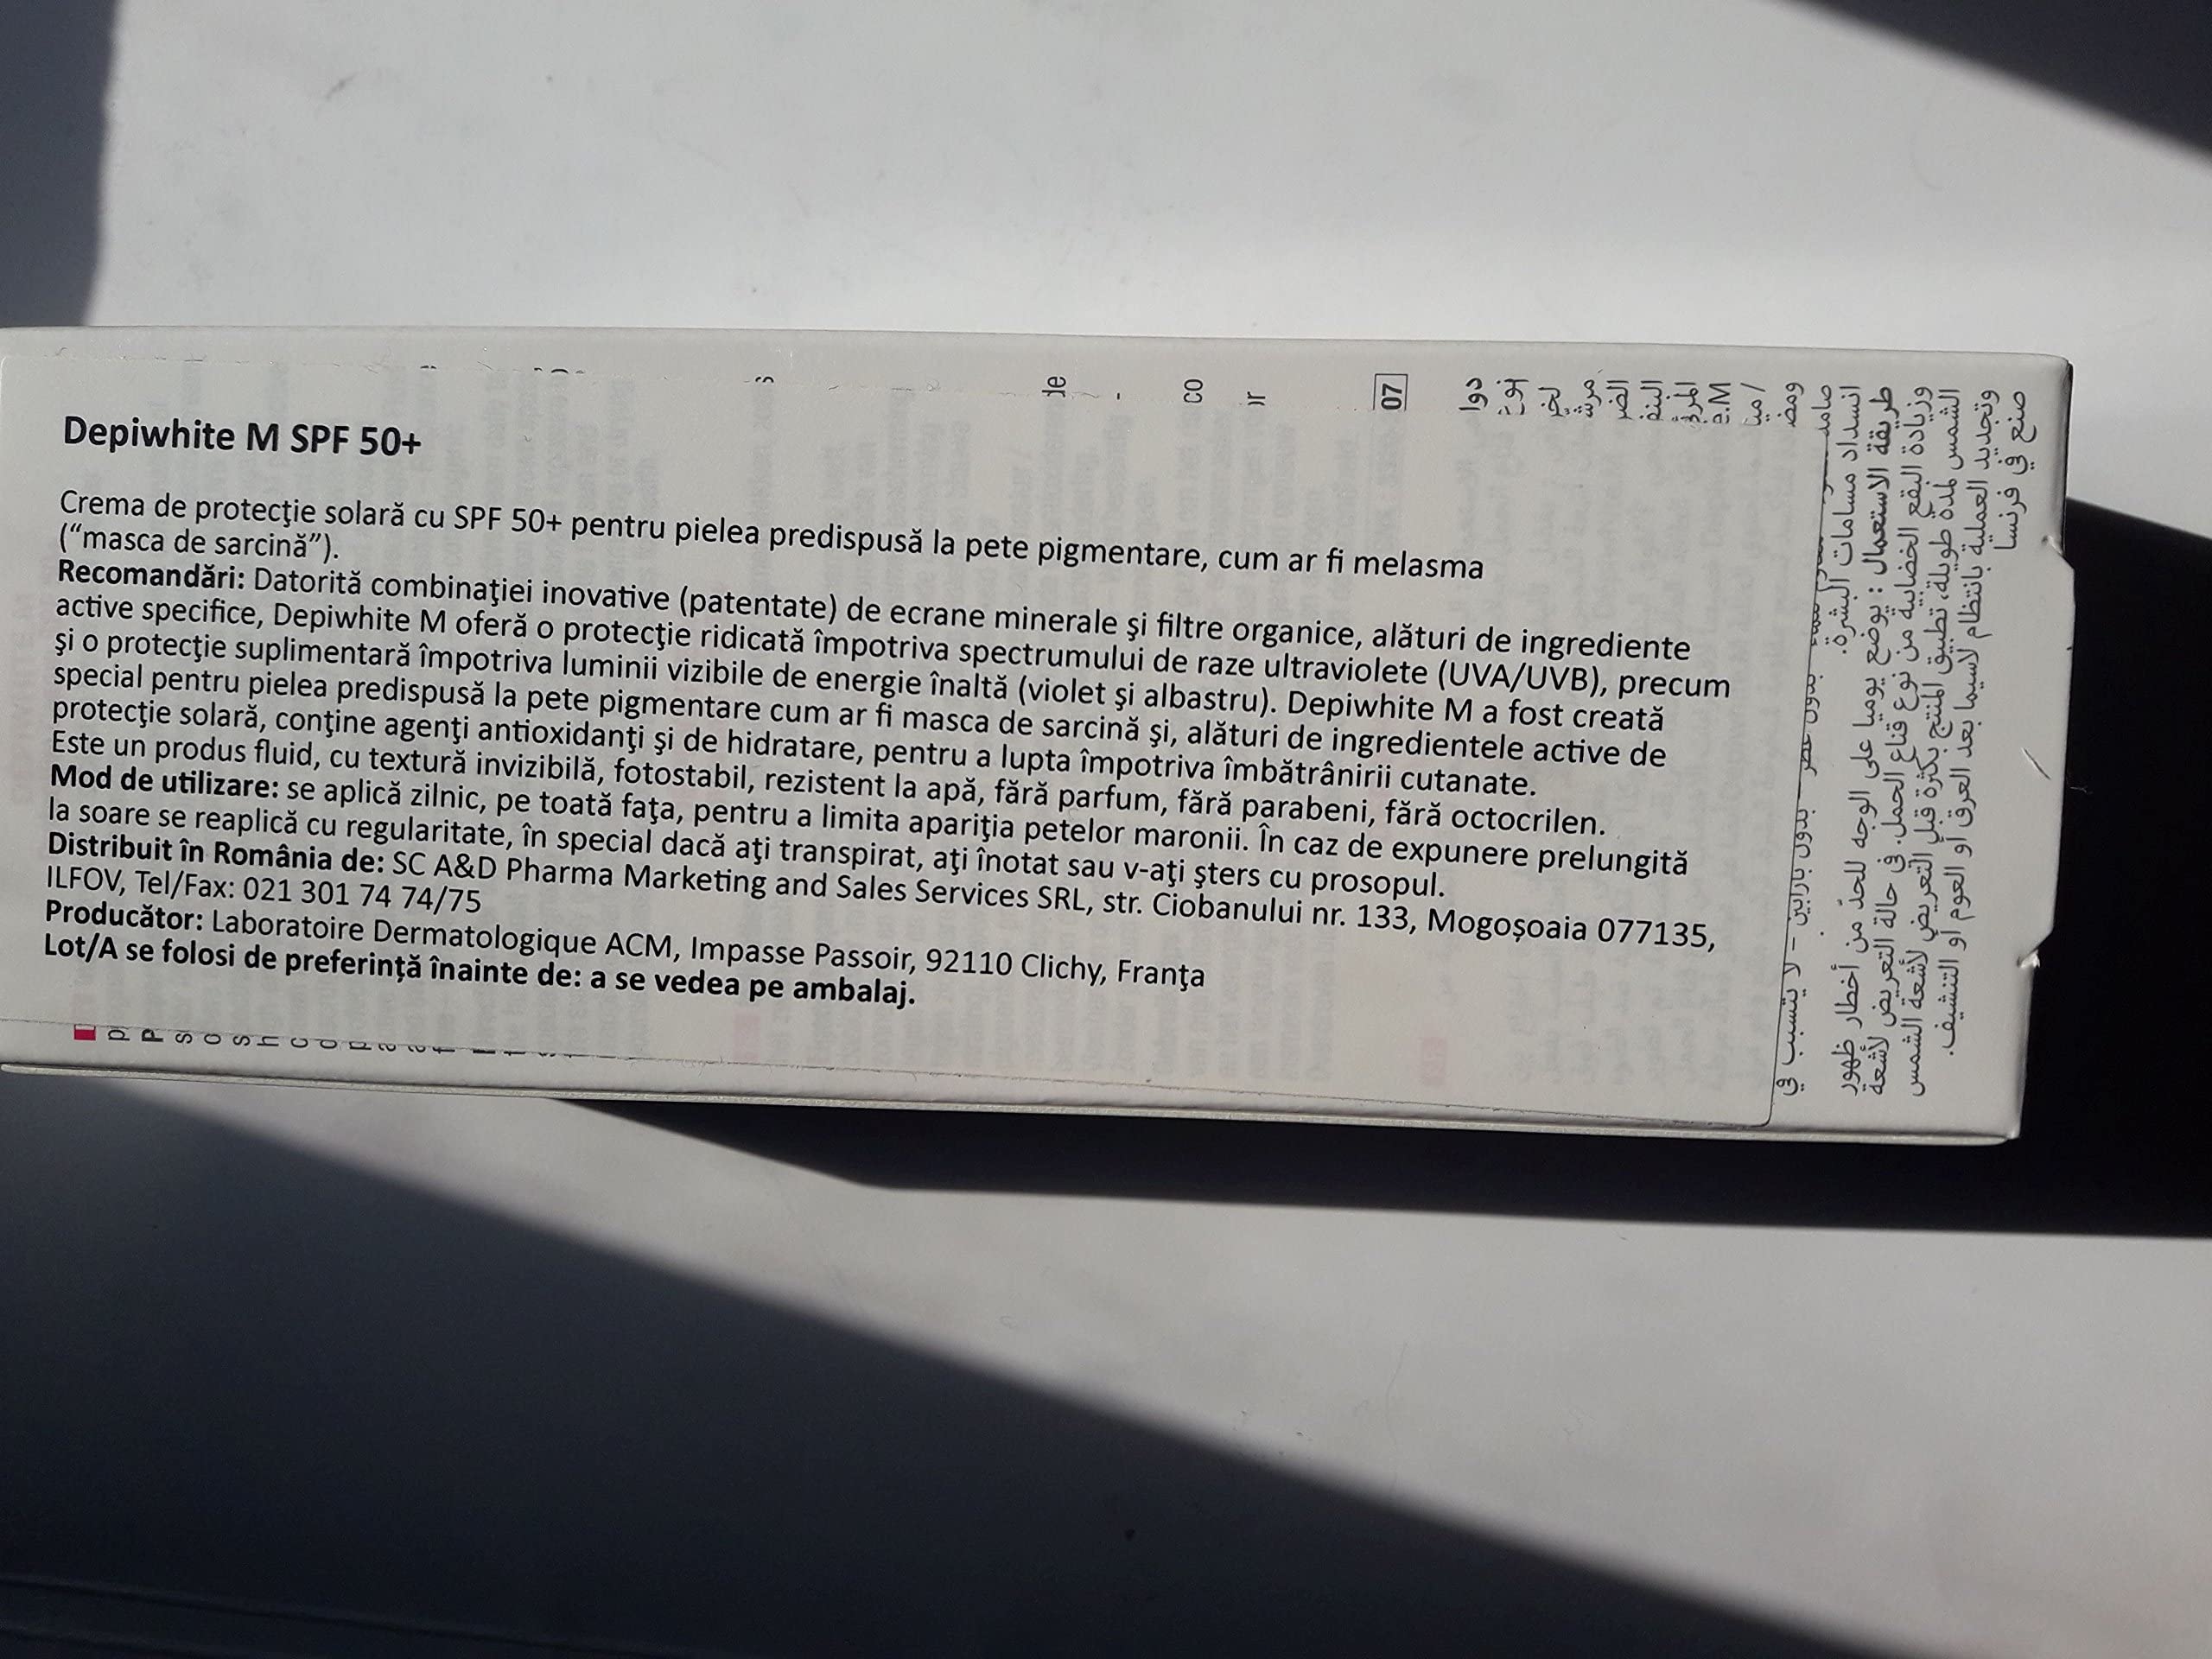 Depiwhite M SPF 50+
Crema de protecţie solară cu SPF 50+ pentru pielea predispusă la pete pigmentare, cum ar fi melasma
(“masca de sarcină”).
Recomandări: Datorită combinaţiei inovative (patentate) de ecrane minerale şi filtre organice, alături de ingrediente
active specifice, Depiwhite M oferă o protecţie ridicată împotriva spectrumului de raze ultraviolete (UVA/UVB), precum
şi o protecţie suplimentară împotriva luminii vizibile de energie înaltă (violet şi albastru). Depiwhite M a fost creată
special pentru pielea predispusă la pete pigmentare cum ar fi masca de sarcină şi, alături de ingredientele active de
protecţie solară, conţine agenţi antioxidanţi şi de hidratare, pentru a lupta împotriva îmbătrânirii cutanate.
Este un produs fluid, cu textură invizibilă, fotostabil, rezistent la apă, fără parfum, fără parabeni, fără octocrilen.
Mod de utilizare: se aplică zilnic, pe toată faţa, pentru a limita apariţia petelor maronii. În caz de expunere prelungită
la soare se reaplică cu regularitate, în special dacă aţi transpirat, aţi înotat sau v-aţi şters cu prosopul.
Distribuit în România de: SC A&D Pharma Marketing and Sales Services SRL, str. Ciobanului nr. 133, Mogoşoaia 077135,
ILFOV, Tel/Fax: 021 301 74 74/75
Producător: Laboratoire Dermatologique ACM, Impasse Passoir, 92110 Clichy, Franţa
Lot/A se folosi de preferinţă înainte de: a se vedea pe ambalaj.
de
co
07
بدون بارابين – لا يتسبب في
انسداد مسامات البشرة.
طريقة الاستعمال : يوضع يوميا على الوجه للحدّ من أخطار ظهور
وزيادة البقع الخضابية من نوع قناع الحمل. في حالة التعريض لأشعة
الشمس لمدة طويلة، تطبيق المنتج بكثرة قبل التعريض لأشعة الشمس
وتجديد العملية بانتظام لاسيما بعد العرق أو العوم أو التنشيف.
صنع في فرنسا